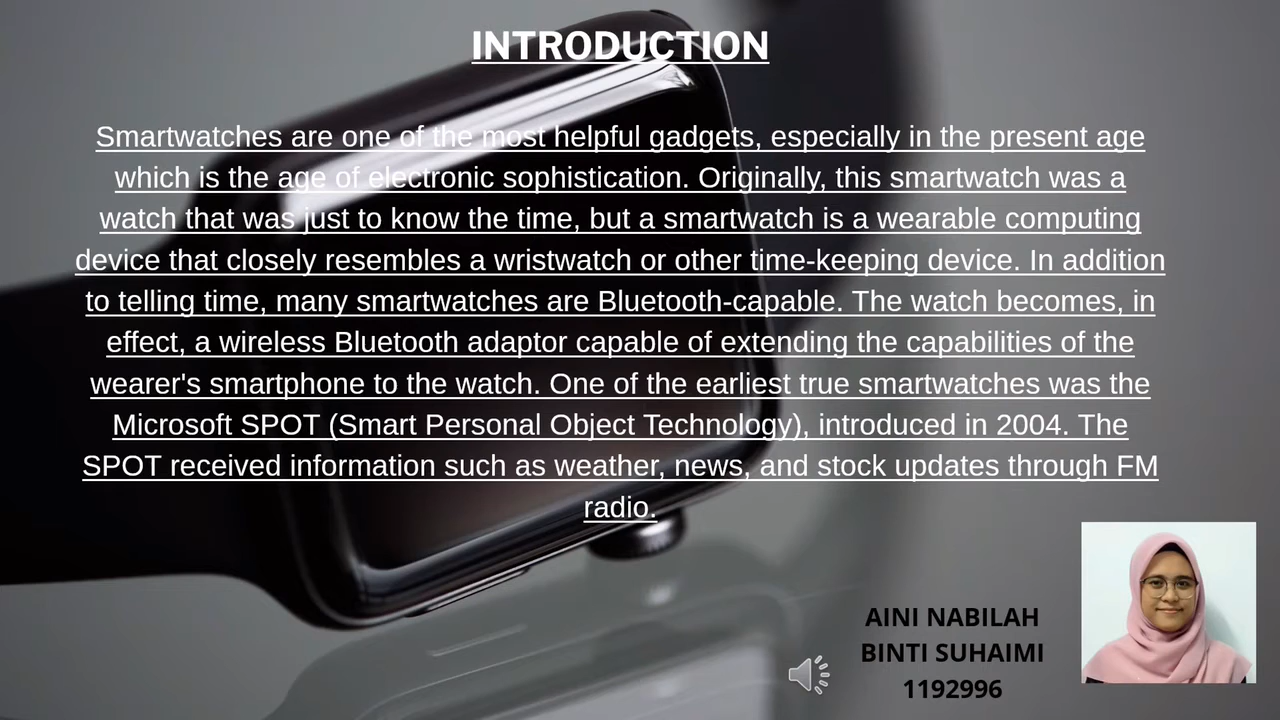 INTRODUCTION
Smartwatches are one of the most helpful gadgets, especially in the present age
which is the age of electronic sophistication. Originally, this smartwatch was a
watch that was just to know the time, but a smartwatch is a wearable computing
device that closely resembles a wristwatch or other time-keeping device. In addition
to telling time, many smartwatches are Bluetooth-capable. The watch becomes, in
effect, a wireless Bluetooth adaptor capable of extending the capabilities of the
wearer's smartphone to the watch. One of the earliest true smartwatches was the
Microsoft SPOT (Smart Personal Object Technology), introduced in 2004. The
SPOT received information such as weather, news, and stock updates through FM
radio.
AINI NABILAH
BINTI SUHAIMI
1192996